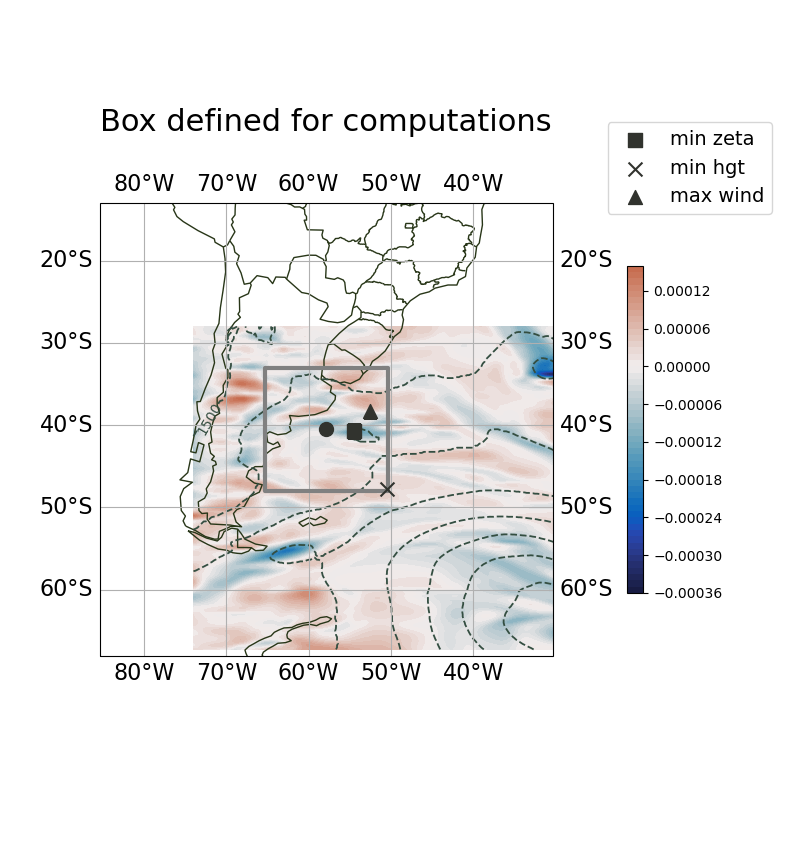 Box defined for computations
min zeta
min hgt
max wind
80°W 70°W 60°W 50°W 40°W
20°S 20°S
30°S 30°S
40°S 40°S
50°S 50°S
60°S 60°S
80°W 70°W 60°W 50°W 40°W
0.00012
0.00006
0.00000
−0.00006
−0.00012
−0.00018
−0.00024
−0.00030
−0.00036
1500